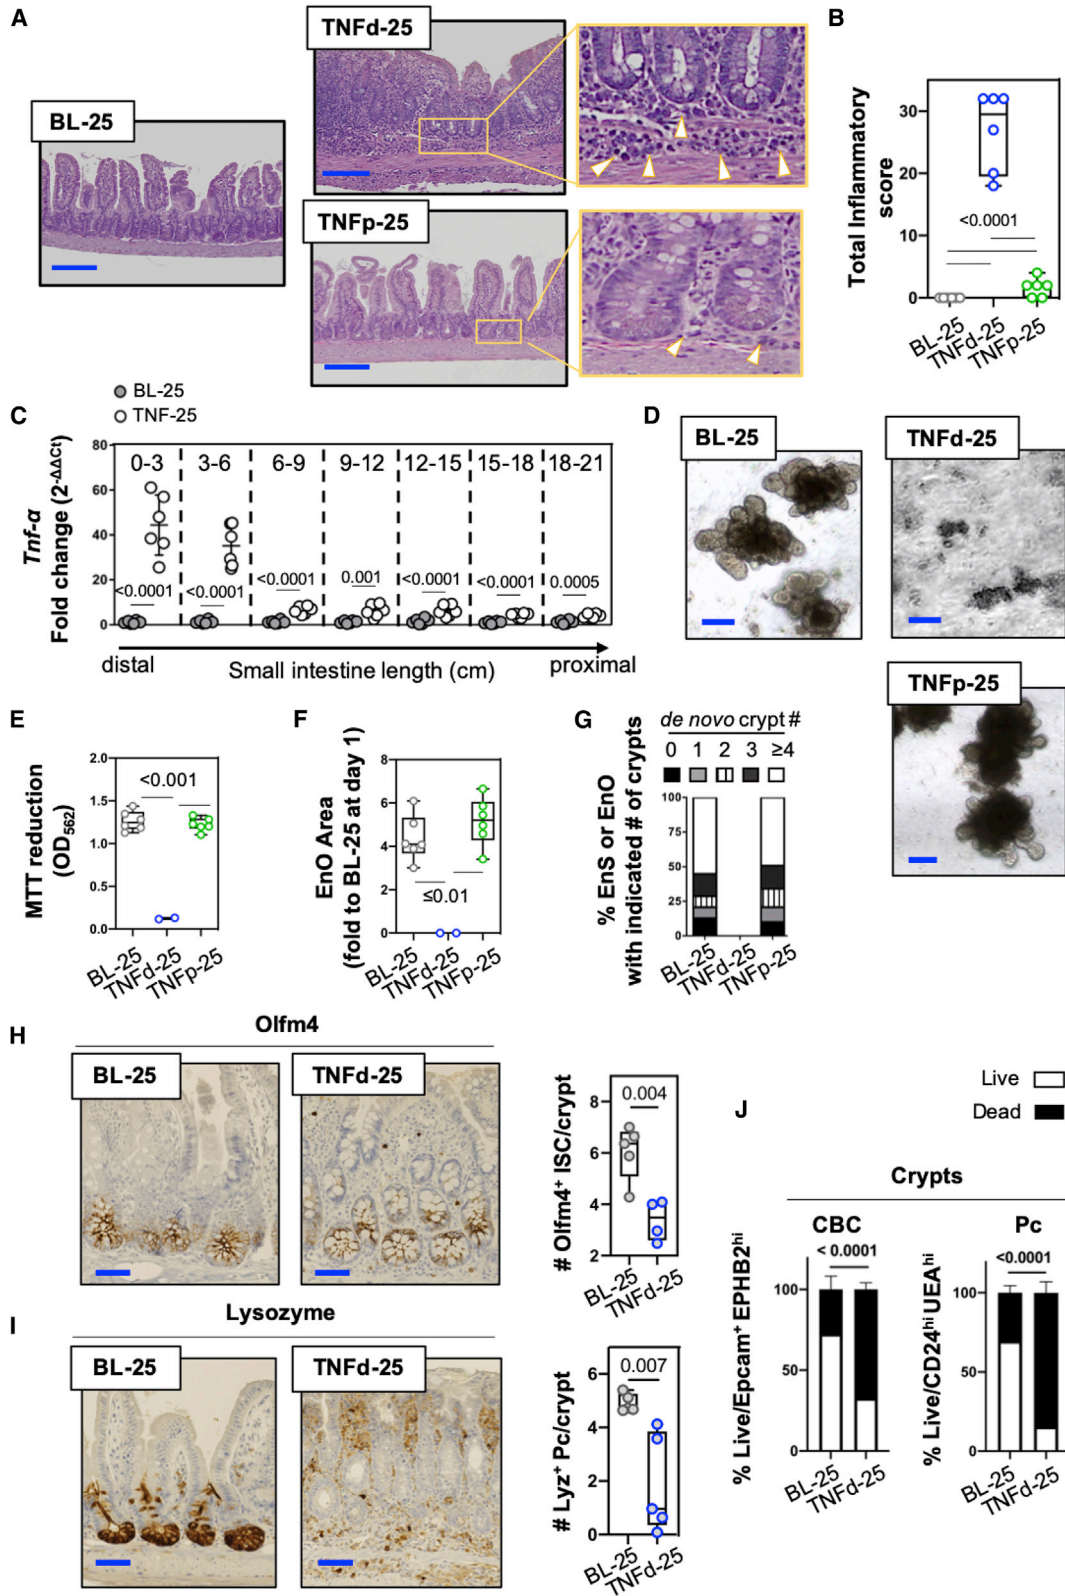 A
BL-25
TNFd-25
TNFp-25
B
Total Inflammatory
score
30
20
10
0
<0.0001
BL-25
TNFd-25
TNFp-25
C
BL-25
TNF-25
Tnf-α
Fold change (2^-ΔΔCt)
80
60
40
20
0
0-3
3-6
6-9
9-12
12-15
15-18
18-21
<0.0001
<0.0001
<0.0001
0.001
<0.0001
<0.0001
0.0005
distal
Small intestine length (cm)
proximal
D
BL-25
TNFd-25
TNFp-25
E
MTT reduction
(OD562)
2.0
1.5
1.0
0.5
0.0
<0.001
BL-25
TNFd-25
TNFp-25
F
EnO Area
(fold to BL-25 at day 1)
8
6
4
2
0
≤0.01
BL-25
TNFd-25
TNFp-25
G
de novo crypt #
0 1 2 3 ≥4
% EnS or EnO
with indicated # of crypts
100
75
50
25
0
BL-25
TNFd-25
TNFp-25
H
Olfm4
BL-25
TNFd-25
# Olfm4+ ISC/crypt
8
6
4
2
0.004
BL-25
TNFd-25
I
Lysozyme
BL-25
TNFd-25
# Lyz+ Pc/crypt
6
4
2
0
0.007
BL-25
TNFd-25
J
Live
Dead
Crypts
CBC
< 0.0001
% Live/Epcam+ EPHB2hi
100
50
0
BL-25
TNFd-25
Pc
<0.0001
% Live/CD24hi UEAhi
100
50
0
BL-25
TNFd-25